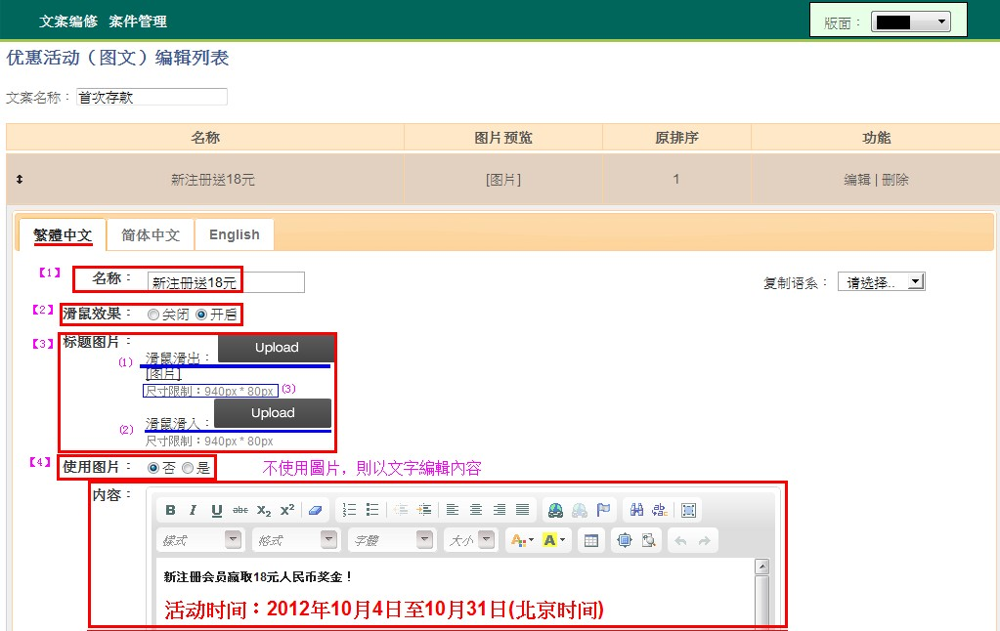 文案编修 案件管理
版面：
优惠活动（图文）编辑列表
文案名称： 首次存款
名称 图片预览 原排序 功能
新注册送18元 [图片] 1 编辑 | 删除
繁體中文 简体中文 English
【1】 名称： 新注册送18元 复制语系： 请选择..
【2】 滑鼠效果： 关闭 开启
【3】 标题图片：
(1) 滑鼠滑出： Upload
[图片]
尺寸限制：940px * 80px (3)
(2) 滑鼠滑入： Upload
尺寸限制：940px * 80px
【4】 使用图片： 否 是 不使用圖片，則以文字編輯內容
内容：
B I U abc X₂ X²
樣式 格式 字體 大小 A A
新注册会员赢取18元人民币奖金！
活动时间：2012年10月4日至10月31日(北京时间)